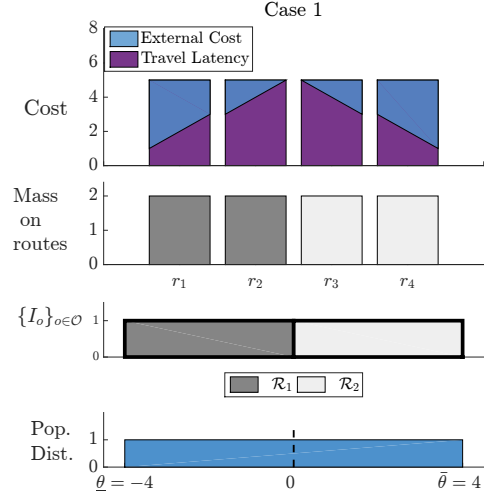 Case 1
8
External Cost
6
Travel Latency
4
Cost
2
0
Mass on routes
2
1
0
r₁ r₂ r₃ r₄
{I_o}_{o∈𝒪}
1
0
ℛ₁ ℛ₂
Pop. Dist.
1
0
θ̲ = −4 0 θ̄ = 4